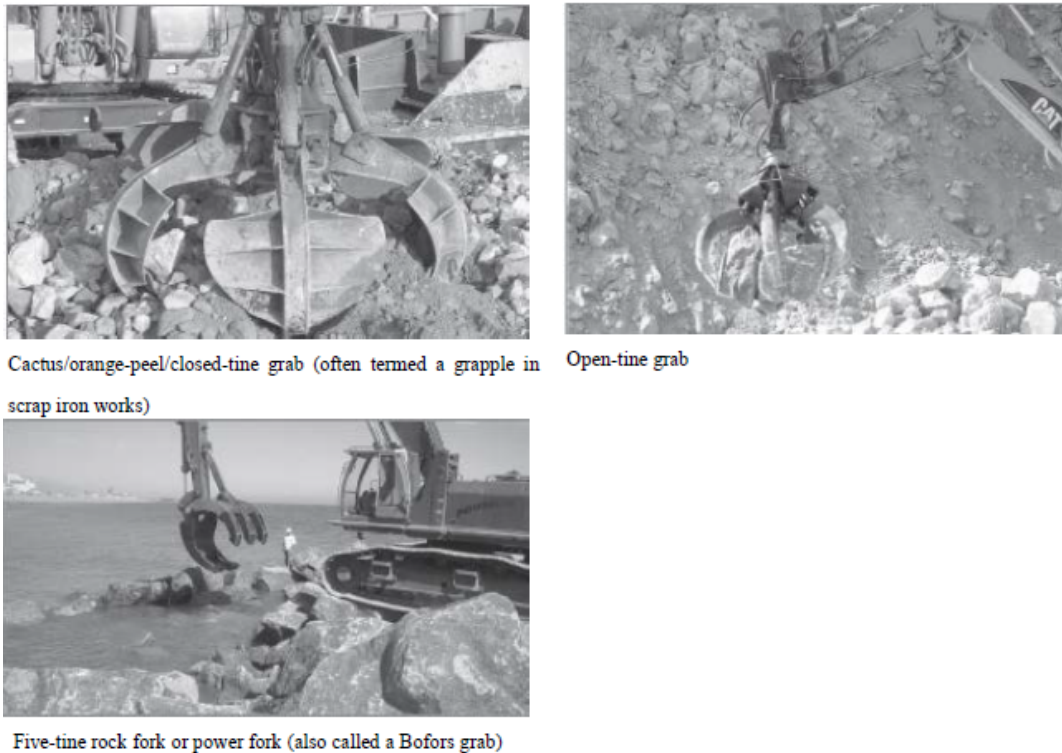 CAT
Cactus/orange-peel/closed-tine grab (often termed a grapple in
scrap iron works)
Open-tine grab
Five-tine rock fork or power fork (also called a Bofors grab)